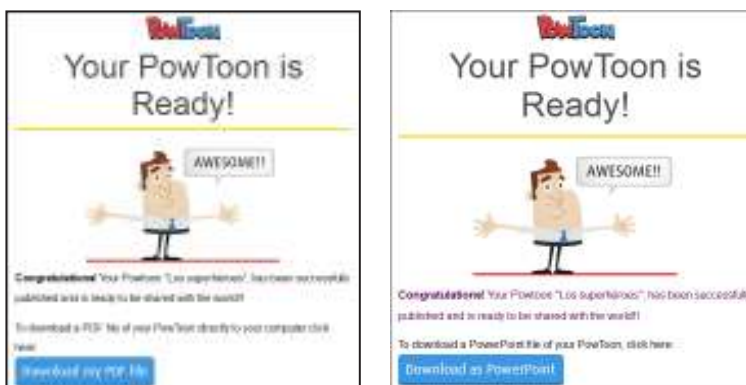 PowToon
Your PowToon is
Ready!
AWESOME!!
Congratulations! Your Powtoon "Los superhéroes", has been successfully
published and is ready to be shared with the world!!
To download a PDF file of your PowToon directly to your computer click
here:
Download my PDF file
PowToon
Your PowToon is
Ready!
AWESOME!!
Congratulations! Your Powtoon "Los superhéroes", has been successfully
published and is ready to be shared with the world!!
To download a PowerPoint file of your PowToon, click here:
Download as PowerPoint